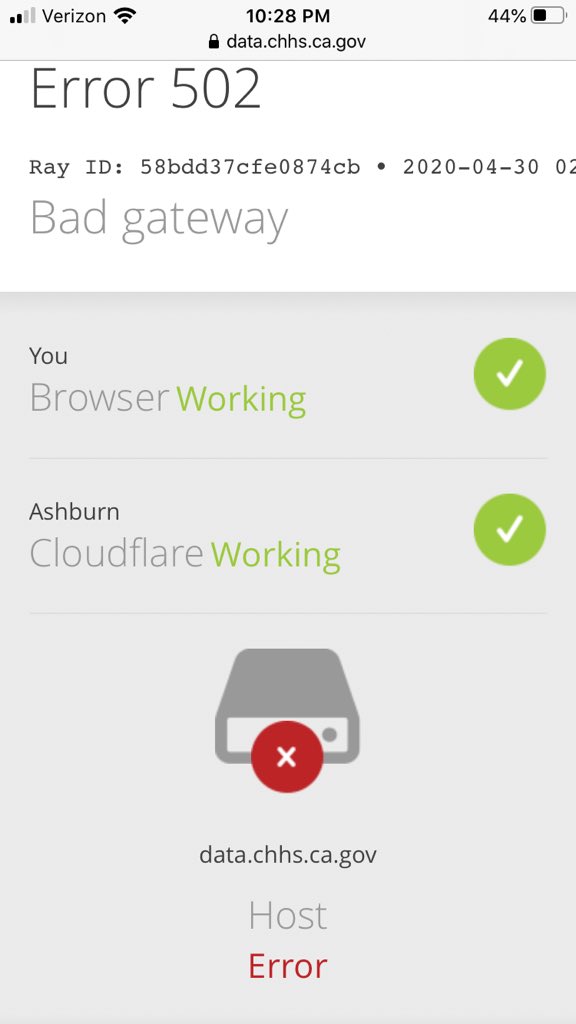 Verizon 10:28 PM 44%
data.chhs.ca.gov
Error 502
Ray ID: 58bdd37cfe0874cb • 2020-04-30 02
Bad gateway
You
Browser Working
Ashburn
Cloudflare Working
data.chhs.ca.gov
Host
Error